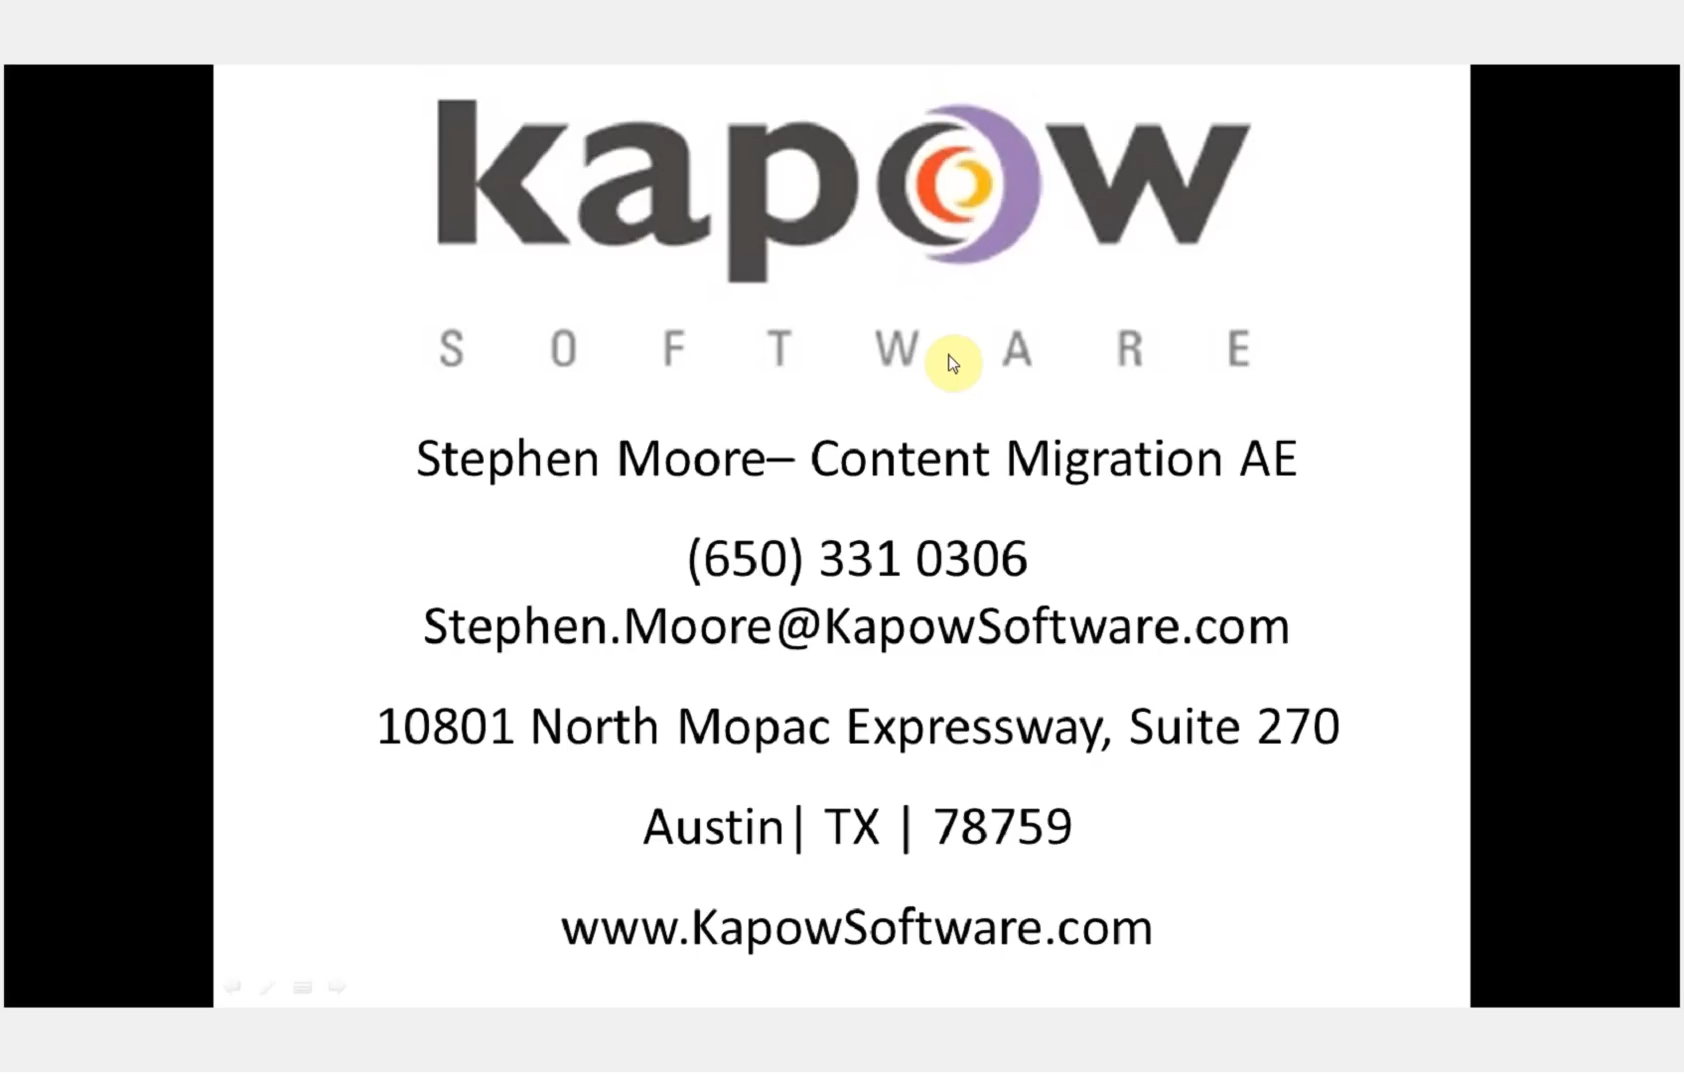 kapow
SOFTWARE
Stephen Moore– Content Migration AE
(650) 331 0306
Stephen.Moore@KapowSoftware.com
10801 North Mopac Expressway, Suite 270
Austin| TX | 78759
www.KapowSoftware.com